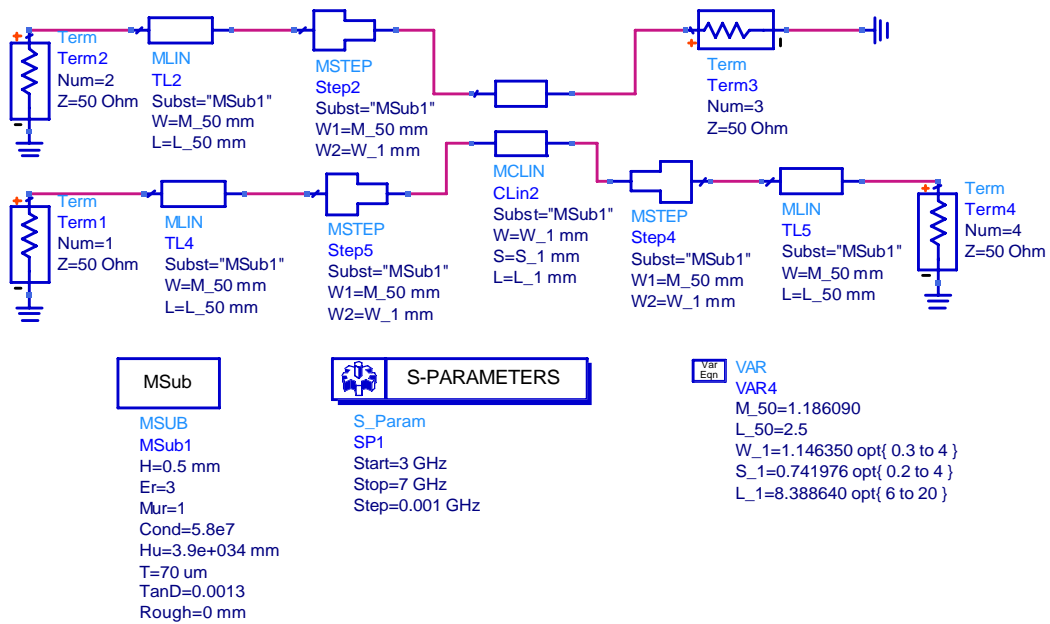 Term
Term2
Num=2
Z=50 Ohm
MLIN
TL2
Subst="MSub1"
W=M_50 mm
L=L_50 mm
MSTEP
Step2
Subst="MSub1"
W1=M_50 mm
W2=W_1 mm
Term
Term3
Num=3
Z=50 Ohm
Term
Term1
Num=1
Z=50 Ohm
MLIN
TL4
Subst="MSub1"
W=M_50 mm
L=L_50 mm
MSTEP
Step5
Subst="MSub1"
W1=M_50 mm
W2=W_1 mm
MCLIN
CLin2
Subst="MSub1"
W=W_1 mm
S=S_1 mm
L=L_1 mm
MSTEP
Step4
Subst="MSub1"
W1=M_50 mm
W2=W_1 mm
MLIN
TL5
Subst="MSub1"
W=M_50 mm
L=L_50 mm
Term
Term4
Num=4
Z=50 Ohm
MSub
MSUB
MSub1
H=0.5 mm
Er=3
Mur=1
Cond=5.8e7
Hu=3.9e+034 mm
T=70 um
TanD=0.0013
Rough=0 mm
S-PARAMETERS
S_Param
SP1
Start=3 GHz
Stop=7 GHz
Step=0.001 GHz
Var
Eqn
VAR
VAR4
M_50=1.186090
L_50=2.5
W_1=1.146350 opt{ 0.3 to 4 }
S_1=0.741976 opt{ 0.2 to 4 }
L_1=8.388640 opt{ 6 to 20 }